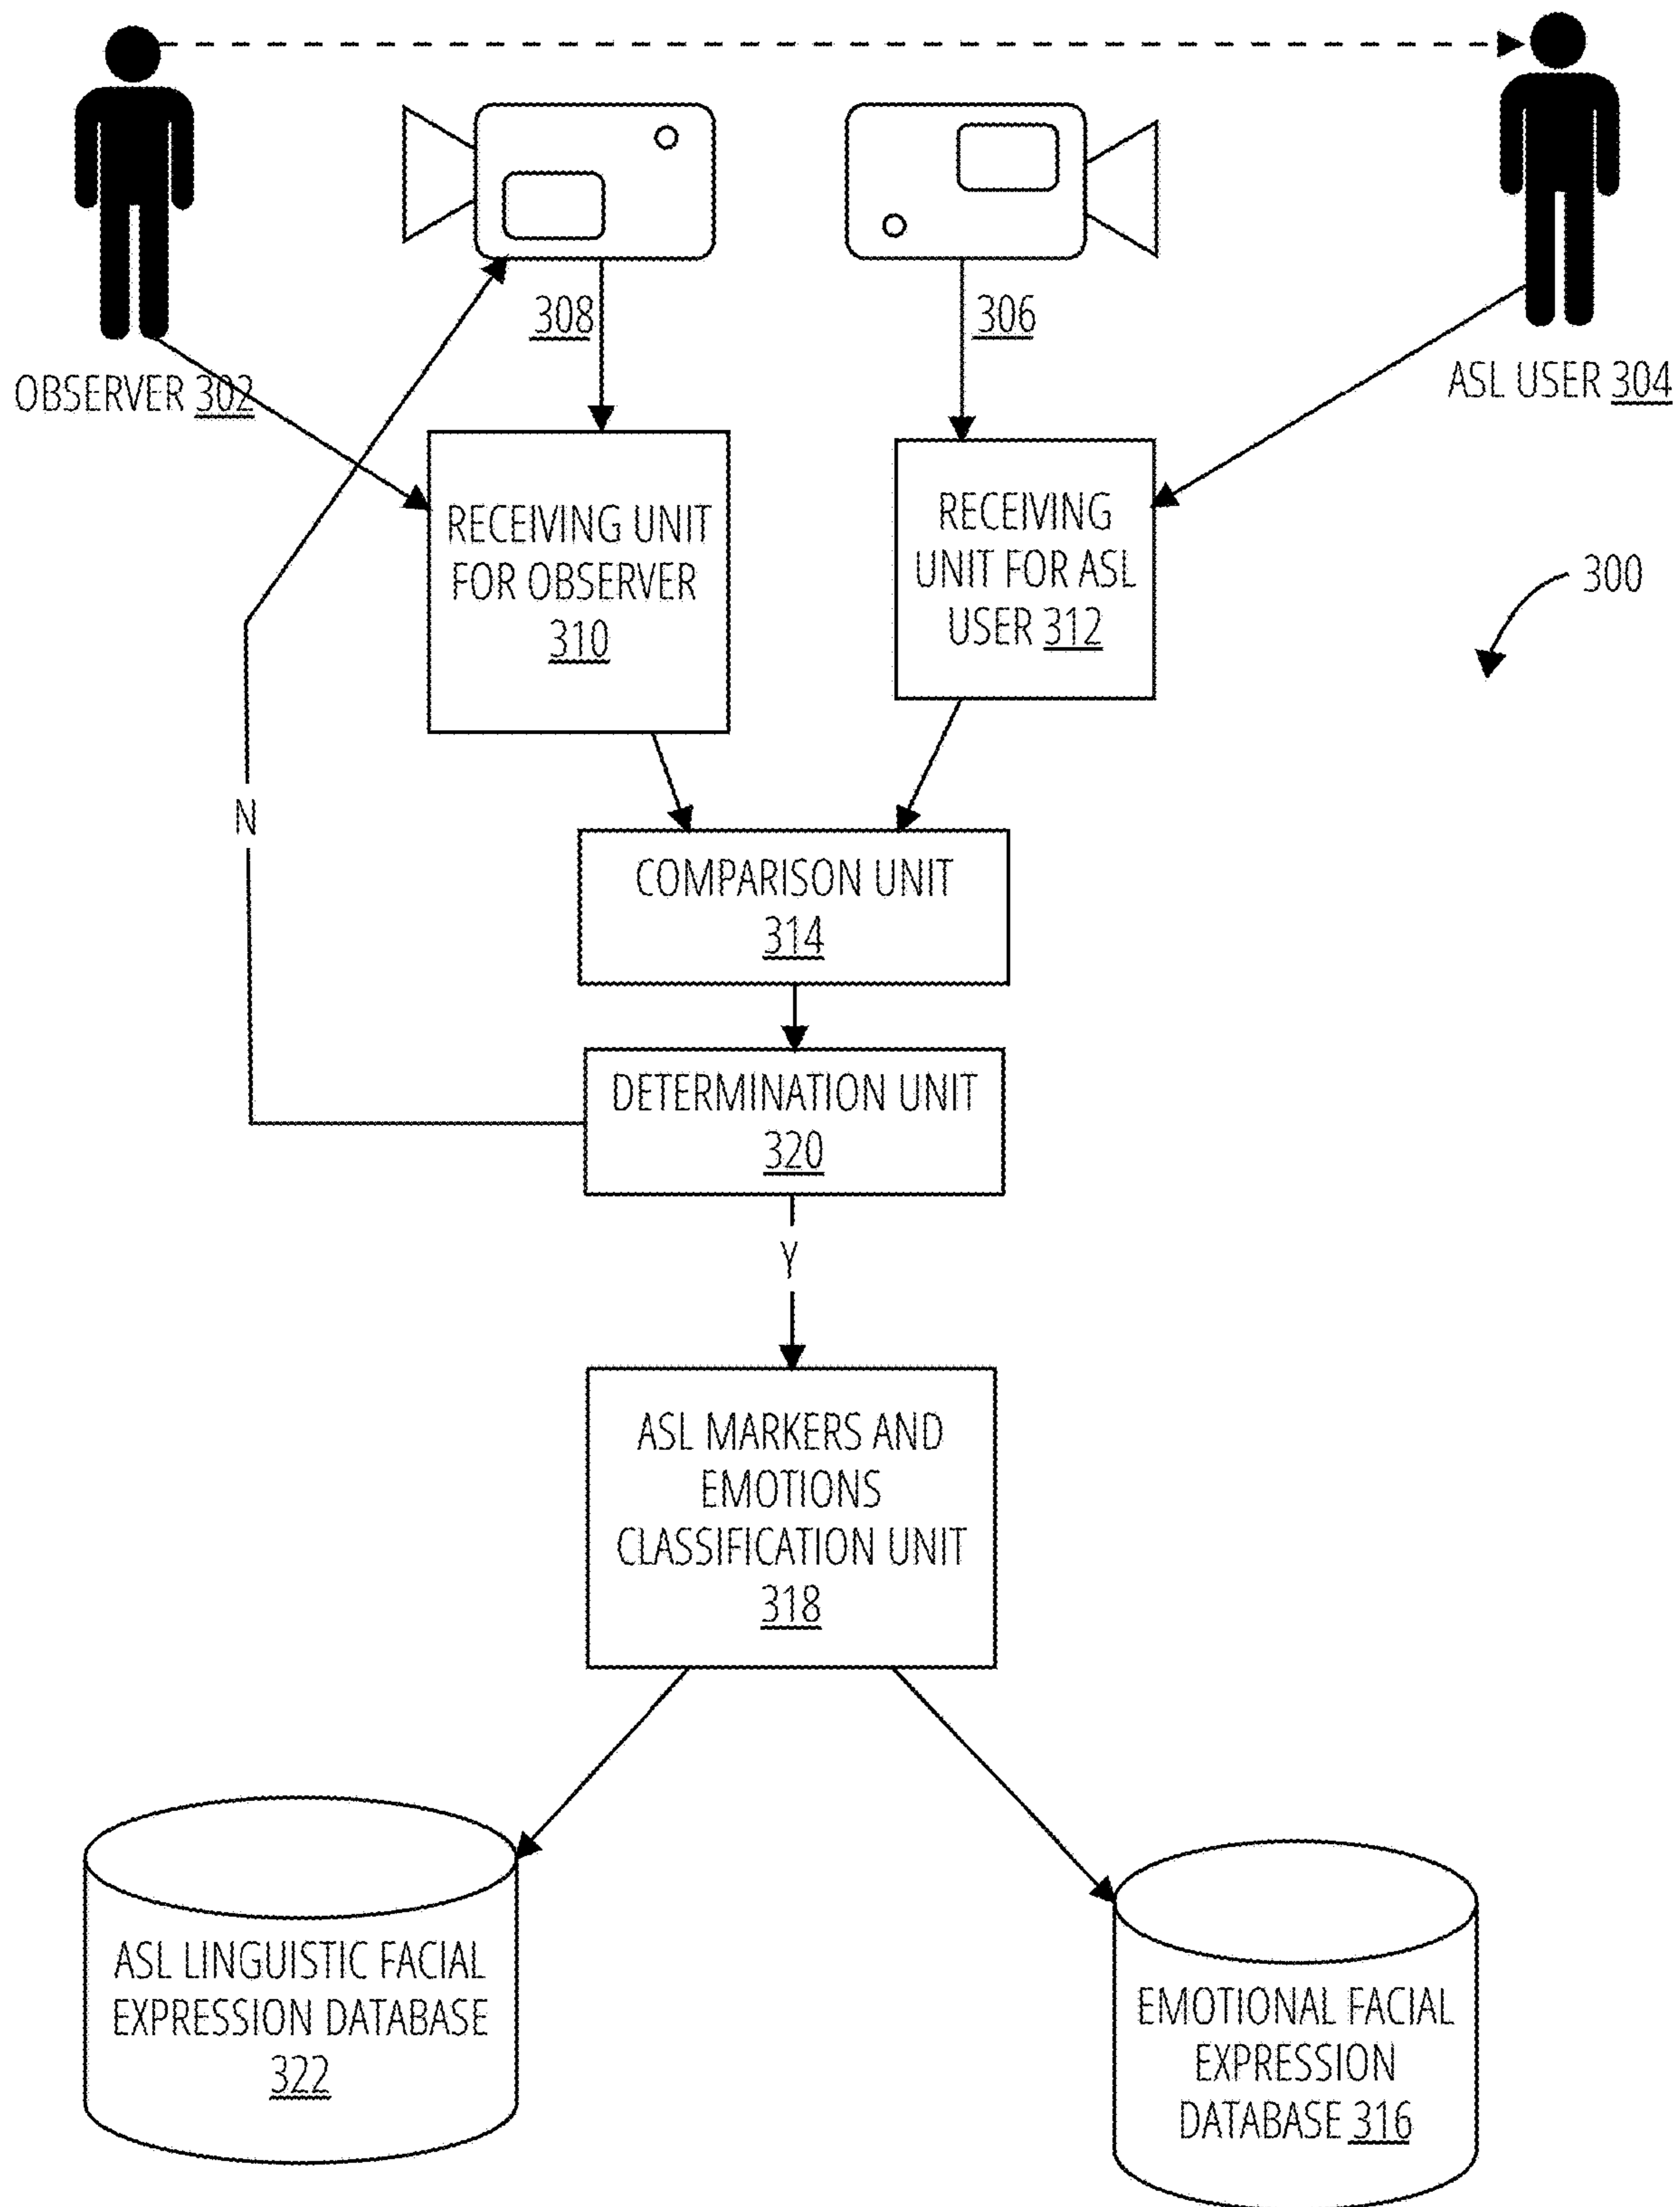 308
306
OBSERVER 302
ASL USER 304
RECEIVING UNIT
FOR OBSERVER
310
RECEIVING
UNIT FOR ASL
USER 312
300
N
COMPARISON UNIT
314
DETERMINATION UNIT
320
Y
ASL MARKERS AND
EMOTIONS
CLASSIFICATION UNIT
318
ASL LINGUISTIC FACIAL
EXPRESSION DATABASE
322
EMOTIONAL FACIAL
EXPRESSION
DATABASE 316